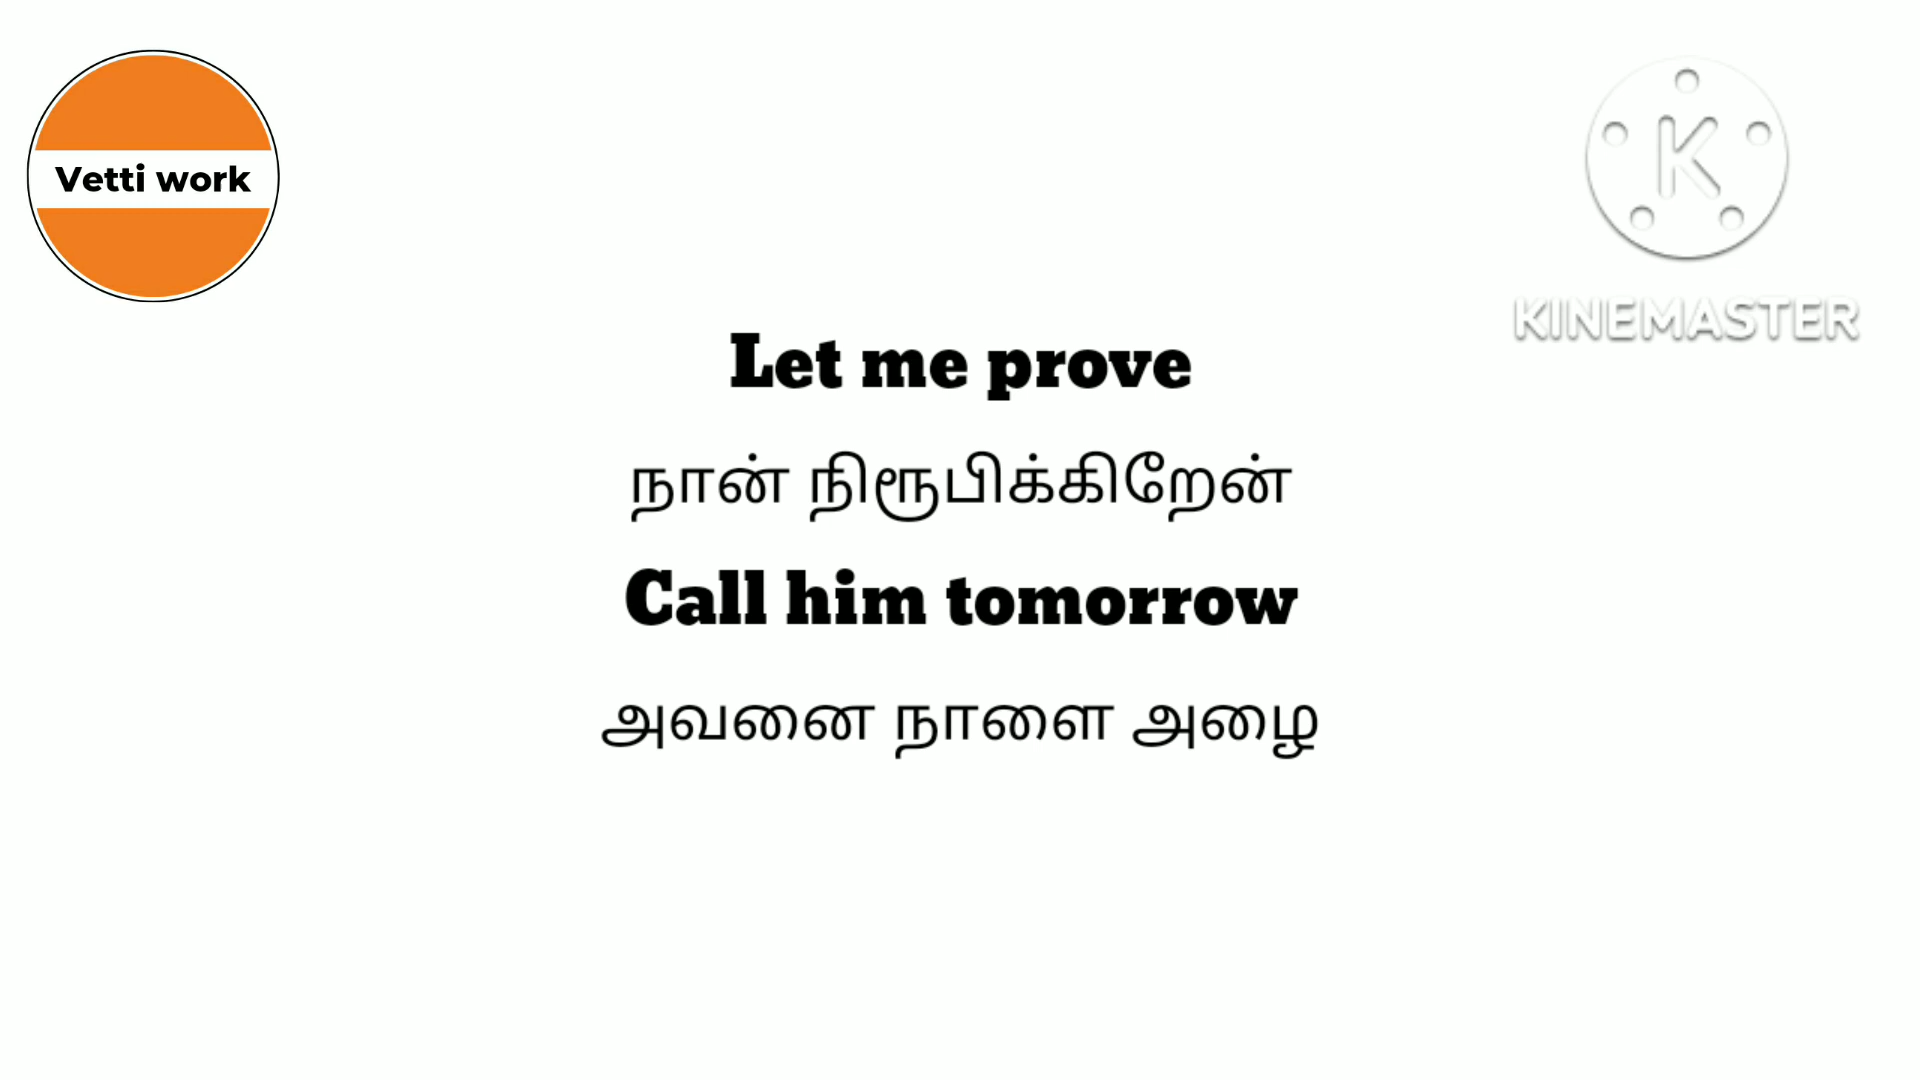 Vetti work
KINEMASTER
Let me prove
நான் நிரூபிக்கிறேன்
Call him tomorrow
அவனை நாளை அழை